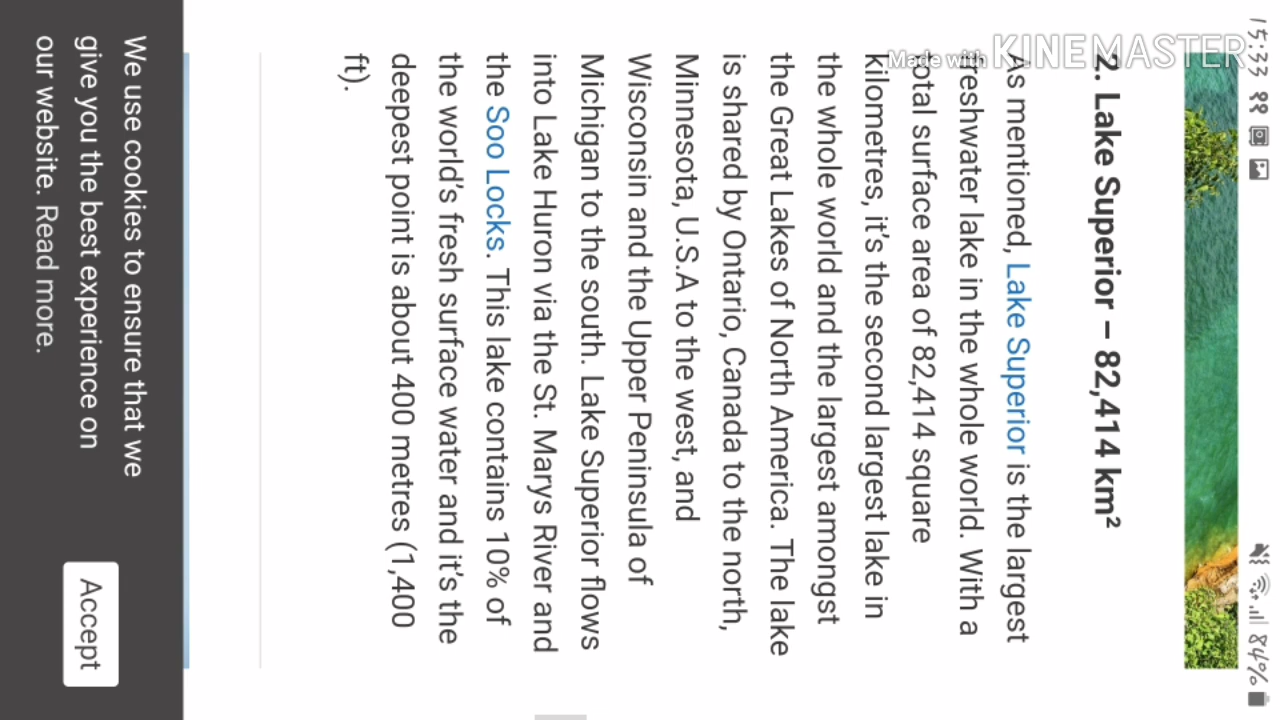 15:33
84%
Made with KINEMASTER
2. Lake Superior – 82,414 km²
As mentioned, Lake Superior is the largest
freshwater lake in the whole world. With a
total surface area of 82,414 square
kilometres, it's the second largest lake in
the whole world and the largest amongst
the Great Lakes of North America. The lake
is shared by Ontario, Canada to the north,
Minnesota, U.S.A to the west, and
Wisconsin and the Upper Peninsula of
Michigan to the south. Lake Superior flows
into Lake Huron via the St. Marys River and
the Soo Locks. This lake contains 10% of
the world's fresh surface water and it's the
deepest point is about 400 metres (1,400
ft).
We use cookies to ensure that we
give you the best experience on
our website. Read more.
Accept